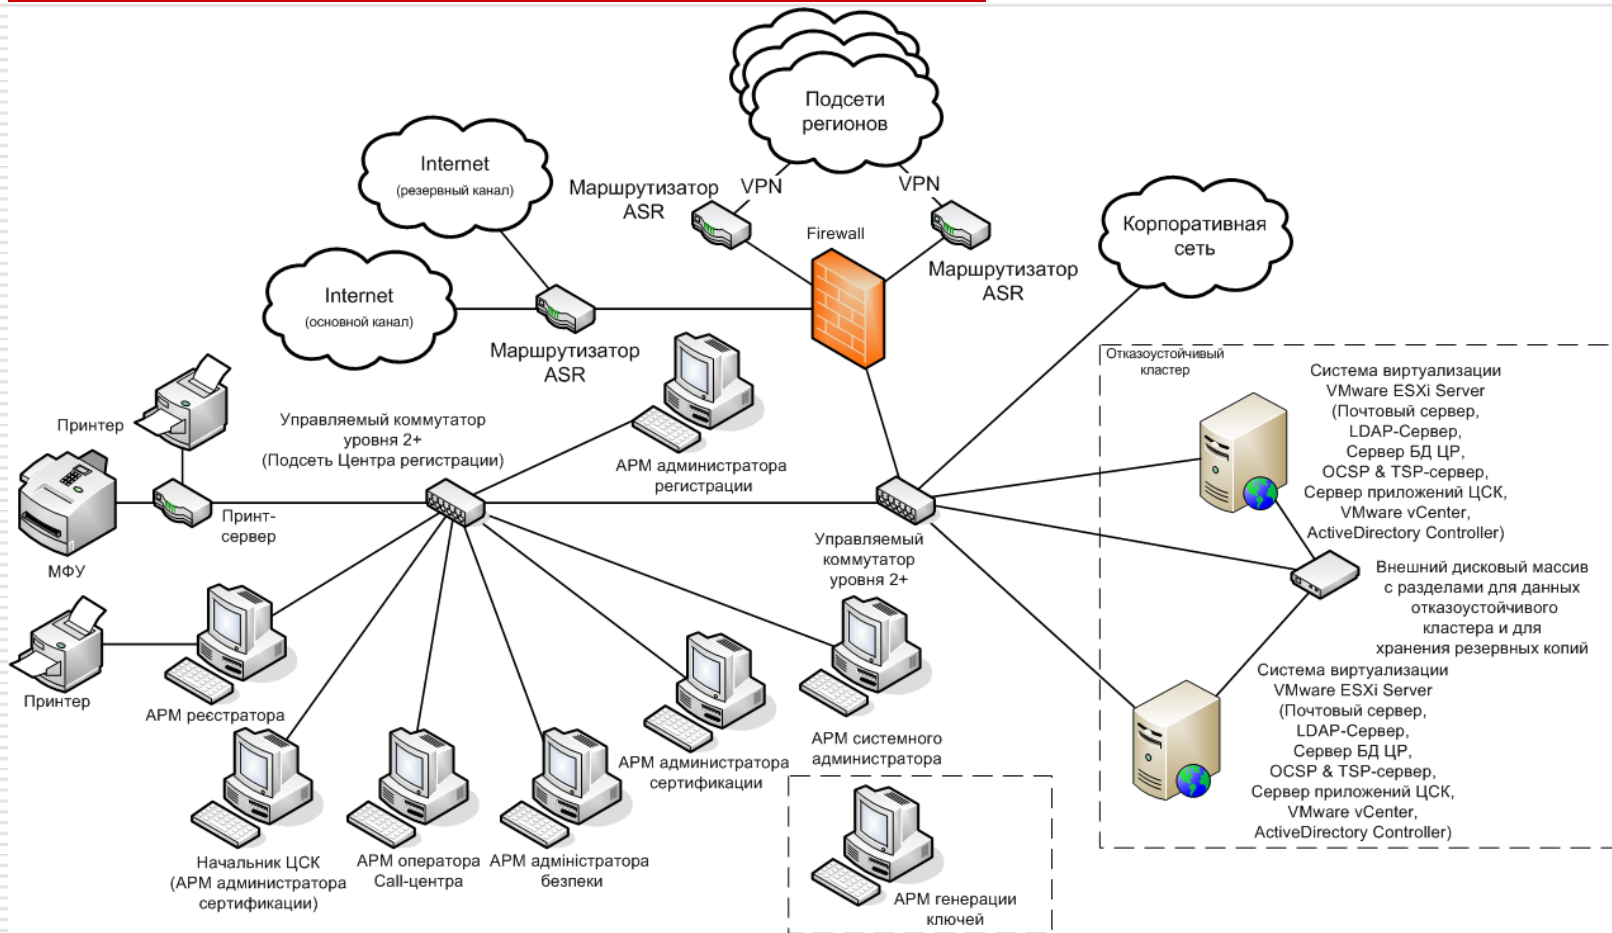 Подсети
регионов
Internet
(резервный канал)
Маршрутизатор
ASR
VPN
VPN
Firewall
Маршрутизатор
ASR
Корпоративная
сеть
Internet
(основной канал)
Маршрутизатор
ASR
Отказоустойчивый
кластер
Система виртуализации
VMware ESXi Server
(Почтовый сервер,
LDAP-Сервер,
Сервер БД ЦР,
OCSP & TSP-сервер,
Сервер приложений ЦСК,
VMware vCenter,
ActiveDirectory Controller)
Принтер
Управляемый коммутатор
уровня 2+
(Подсеть Центра регистрации)
АРМ администратора
регистрации
Принт-
сервер
МФУ
Управляемый
коммутатор
уровня 2+
Внешний дисковый массив
с разделами для данных
отказоустойчивого
кластера и для
хранения резервных копий
Принтер
АРМ реєстратора
АРМ администратора
сертификации
АРМ системного
администратора
Система виртуализации
VMware ESXi Server
(Почтовый сервер,
LDAP-Сервер,
Сервер БД ЦР,
OCSP & TSP-сервер,
Сервер приложений ЦСК,
VMware vCenter,
ActiveDirectory Controller)
Начальник ЦСК
(АРМ администратора
сертификации)
АРМ оператора
Call-центра
АРМ адміністратора
безпеки
АРМ генерации
ключей